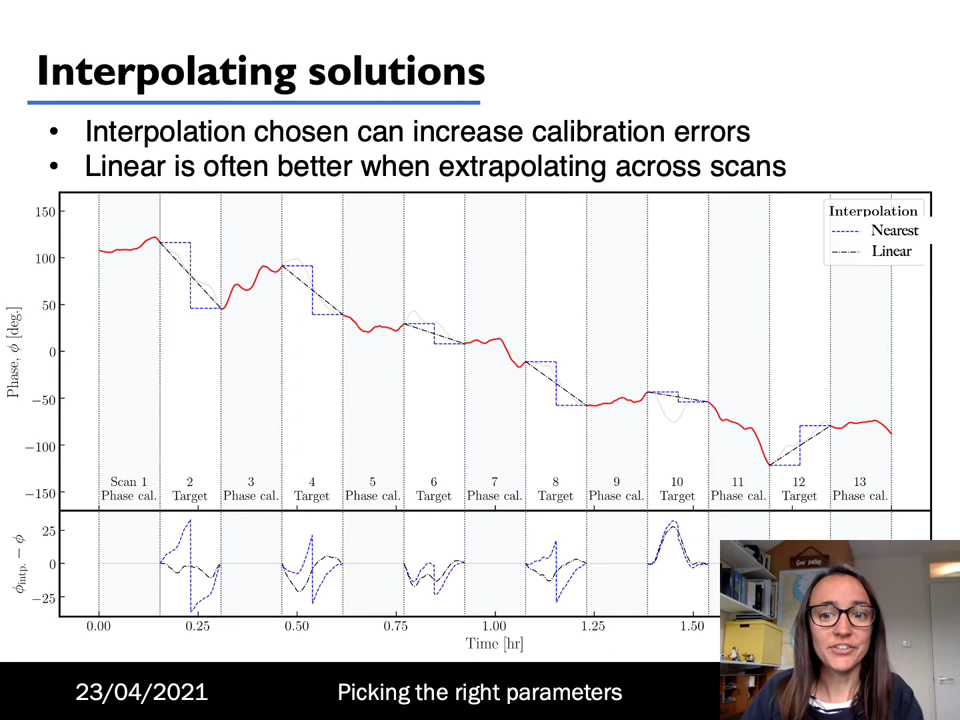 Interpolating solutions
• Interpolation chosen can increase calibration errors
• Linear is often better when extrapolating across scans
Interpolation
Nearest
Linear
Phase, ϕ [deg.]
150
100
50
0
−50
−100
−150
Scan 1 2 3 4 5 6 7 8 9 10 11 12 13
Phase cal. Target Phase cal. Target Phase cal. Target Phase cal. Target Phase cal. Target Phase cal. Target Phase cal.
ϕintp. − ϕ
25
0
−25
0.00 0.25 0.50 0.75 1.00 1.25 1.50
Time [hr]
23/04/2021 Picking the right parameters